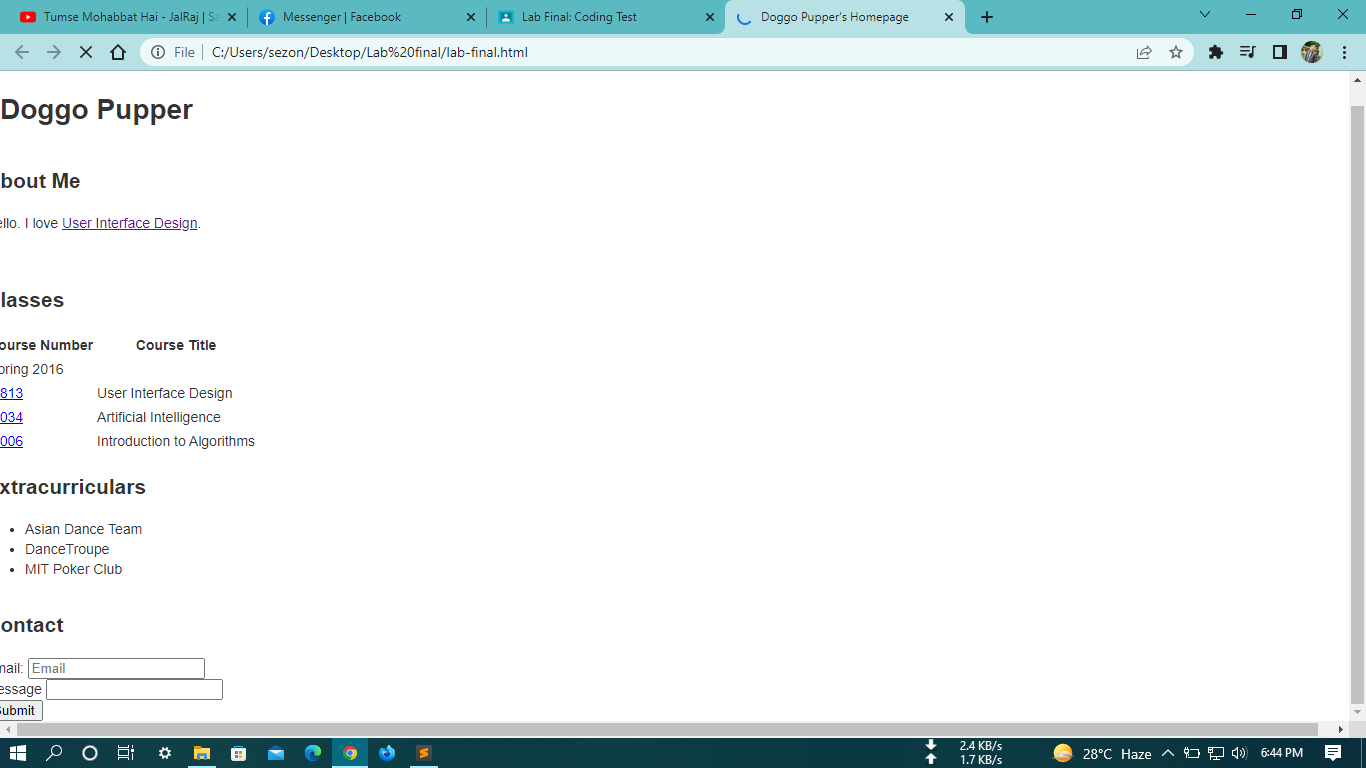 Tumse Mohabbat Hai - JalRaj | Sa
Messenger | Facebook
Lab Final: Coding Test
Doggo Pupper's Homepage
File
C:/Users/sezon/Desktop/Lab%20final/lab-final.html
Doggo Pupper
bout Me
ello. I love User Interface Design.
lasses
ourse Number Course Title
pring 2016
813 User Interface Design
034 Artificial Intelligence
006 Introduction to Algorithms
xtracurriculars
• Asian Dance Team
• DanceTroupe
• MIT Poker Club
ontact
mail: Email
essage
Submit
2.4 KB/s
1.7 KB/s
28°C Haze
6:44 PM